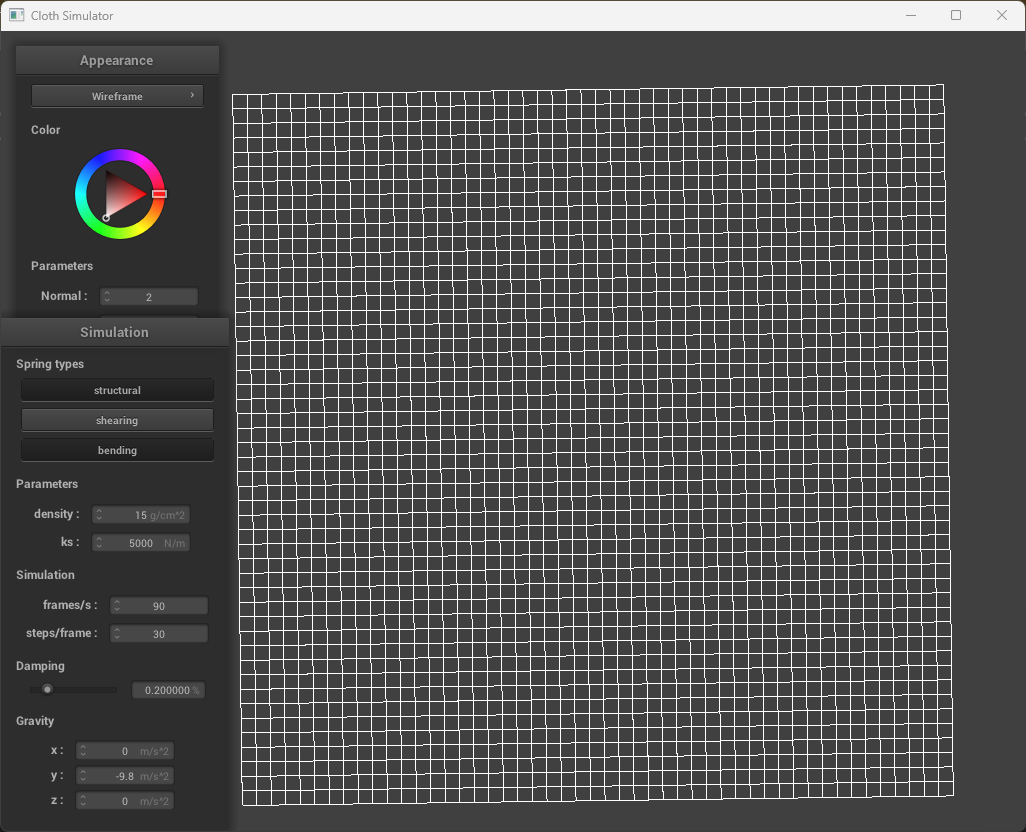 Cloth Simulator
Appearance
Wireframe
Color
Parameters
Normal : 2
Simulation
Spring types
structural
shearing
bending
Parameters
density : 15 g/cm^2
ks : 5000 N/m
Simulation
frames/s : 90
steps/frame : 30
Damping
0.200000 %
Gravity
x : 0 m/s^2
y : -9.8 m/s^2
z : 0 m/s^2